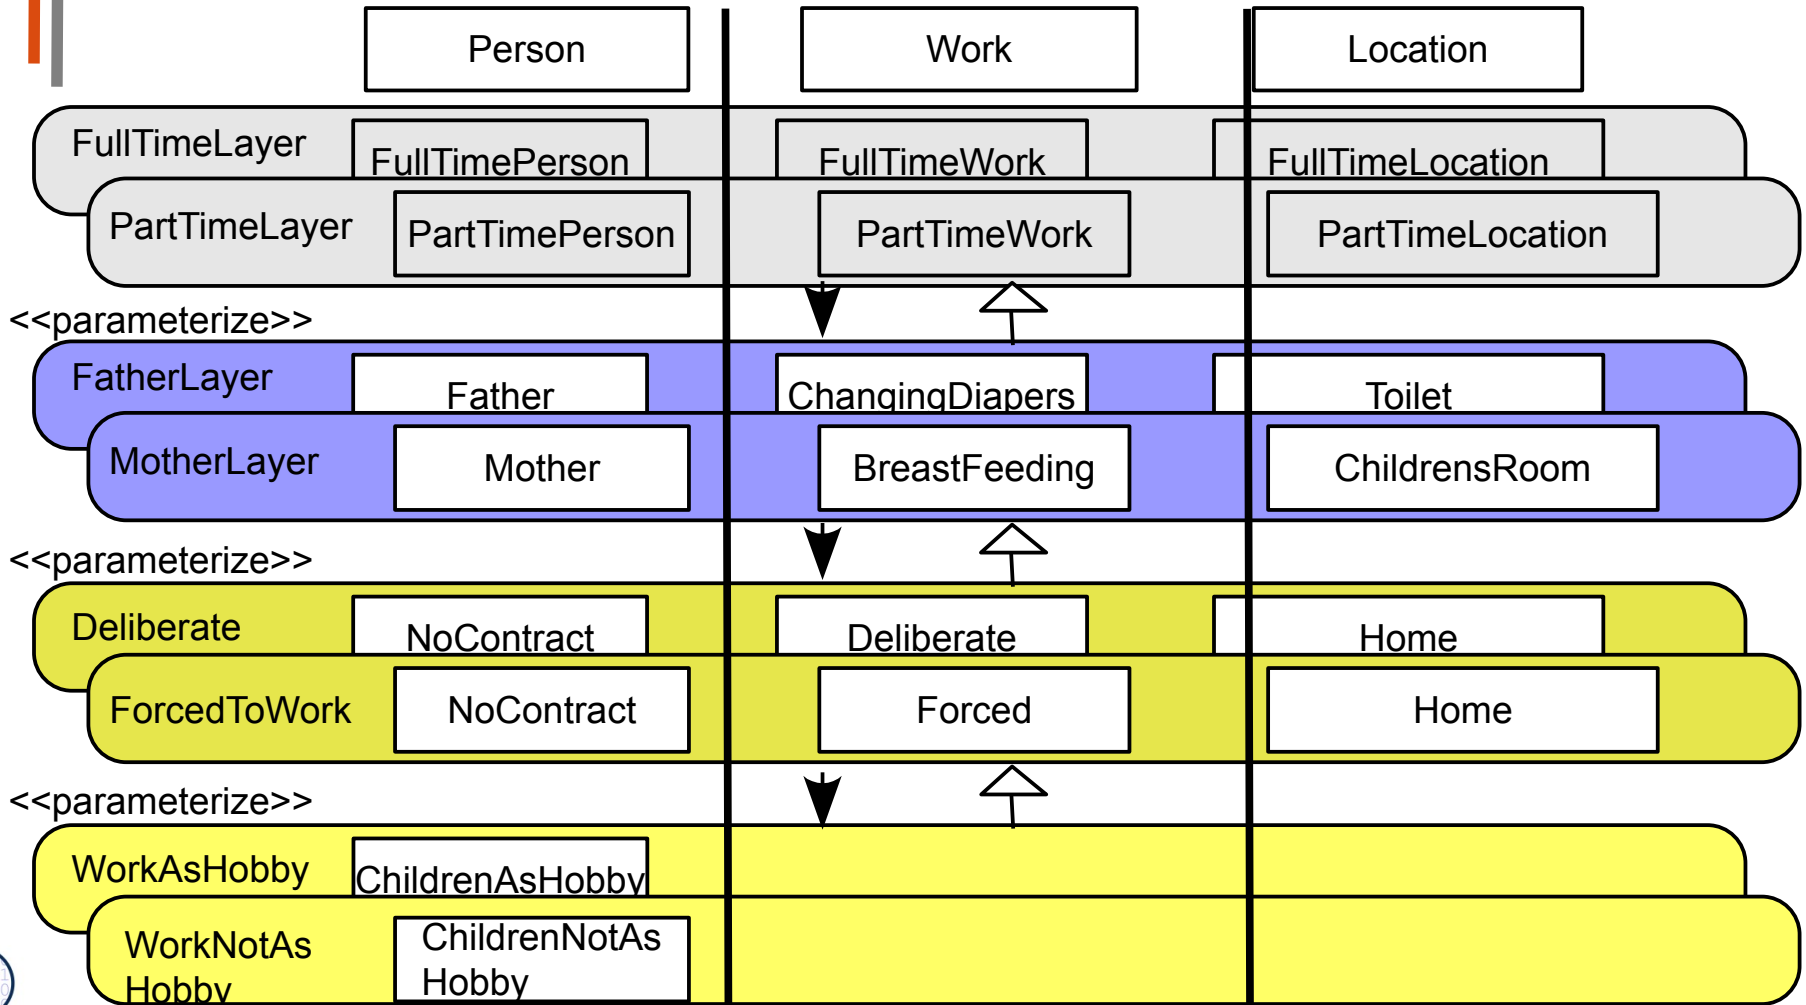 Person Work Location
FullTimeLayer FullTimePerson FullTimeWork FullTimeLocation
PartTimeLayer PartTimePerson PartTimeWork PartTimeLocation
<<parameterize>>
FatherLayer Father ChangingDiapers Toilet
MotherLayer Mother BreastFeeding ChildrensRoom
<<parameterize>>
Deliberate NoContract Deliberate Home
ForcedToWork NoContract Forced Home
<<parameterize>>
WorkAsHobby ChildrenAsHobby
WorkNotAs ChildrenNotAs
Hobby Hobby